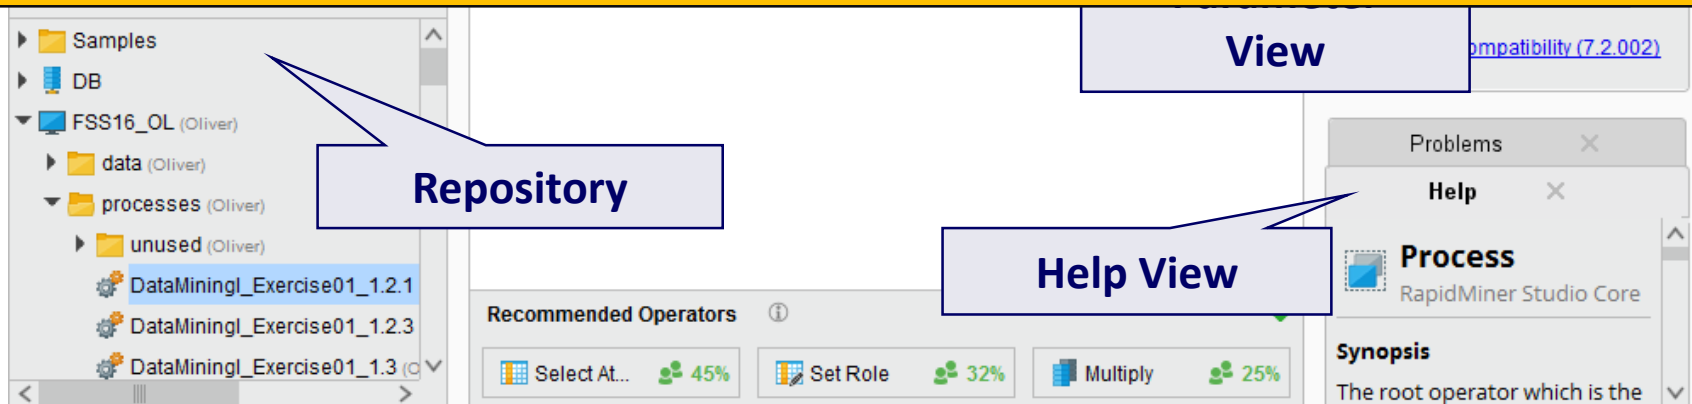 Samples
DB
FSS16_OL (Oliver)
data (Oliver)
processes (Oliver)
unused (Oliver)
DataMiningI_Exercise01_1.2.1
DataMiningI_Exercise01_1.2.3
DataMiningI_Exercise01_1.3 (O
Repository
View
ompatibility (7.2.002)
Help View
Recommended Operators
Select At... 45%
Set Role 32%
Multiply 25%
Problems
Help
Process
RapidMiner Studio Core
Synopsis
The root operator which is the